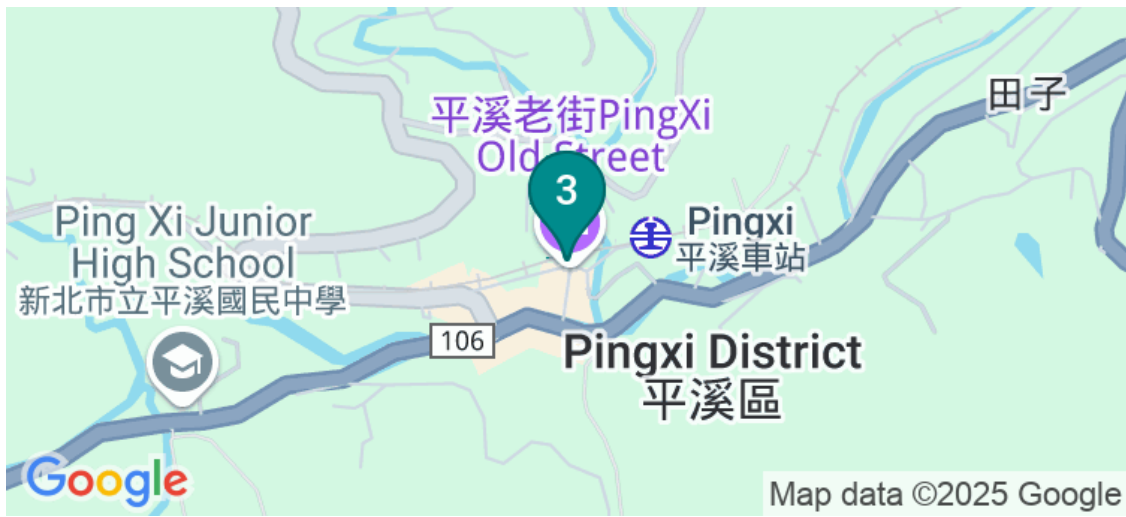 田子
平溪老街PingXi
Old Street
3
Ping Xi Junior
High School
新北市立平溪國民中學
Pingxi
平溪車站
106
Pingxi District
平溪區
Google
Map data ©2025 Google